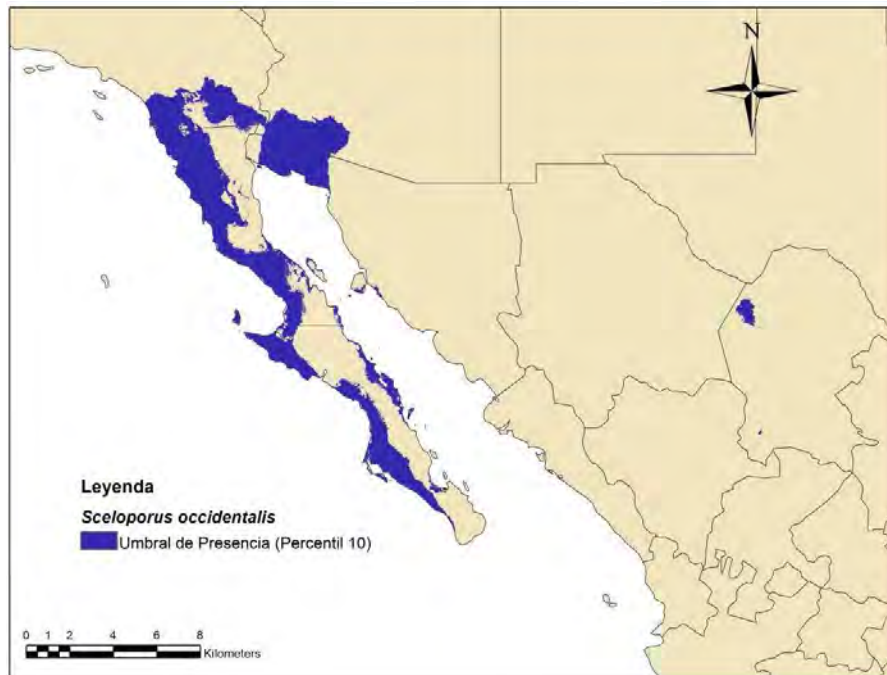 N
Leyenda
Sceloporus occidentalis
Umbral de Presencia (Percentil 10)
0 1 2 4 6 8
Kilometers